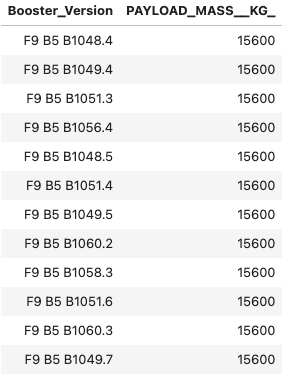 Booster_Version PAYLOAD_MASS__KG_
F9 B5 B1048.4 15600
F9 B5 B1049.4 15600
F9 B5 B1051.3 15600
F9 B5 B1056.4 15600
F9 B5 B1048.5 15600
F9 B5 B1051.4 15600
F9 B5 B1049.5 15600
F9 B5 B1060.2 15600
F9 B5 B1058.3 15600
F9 B5 B1051.6 15600
F9 B5 B1060.3 15600
F9 B5 B1049.7 15600